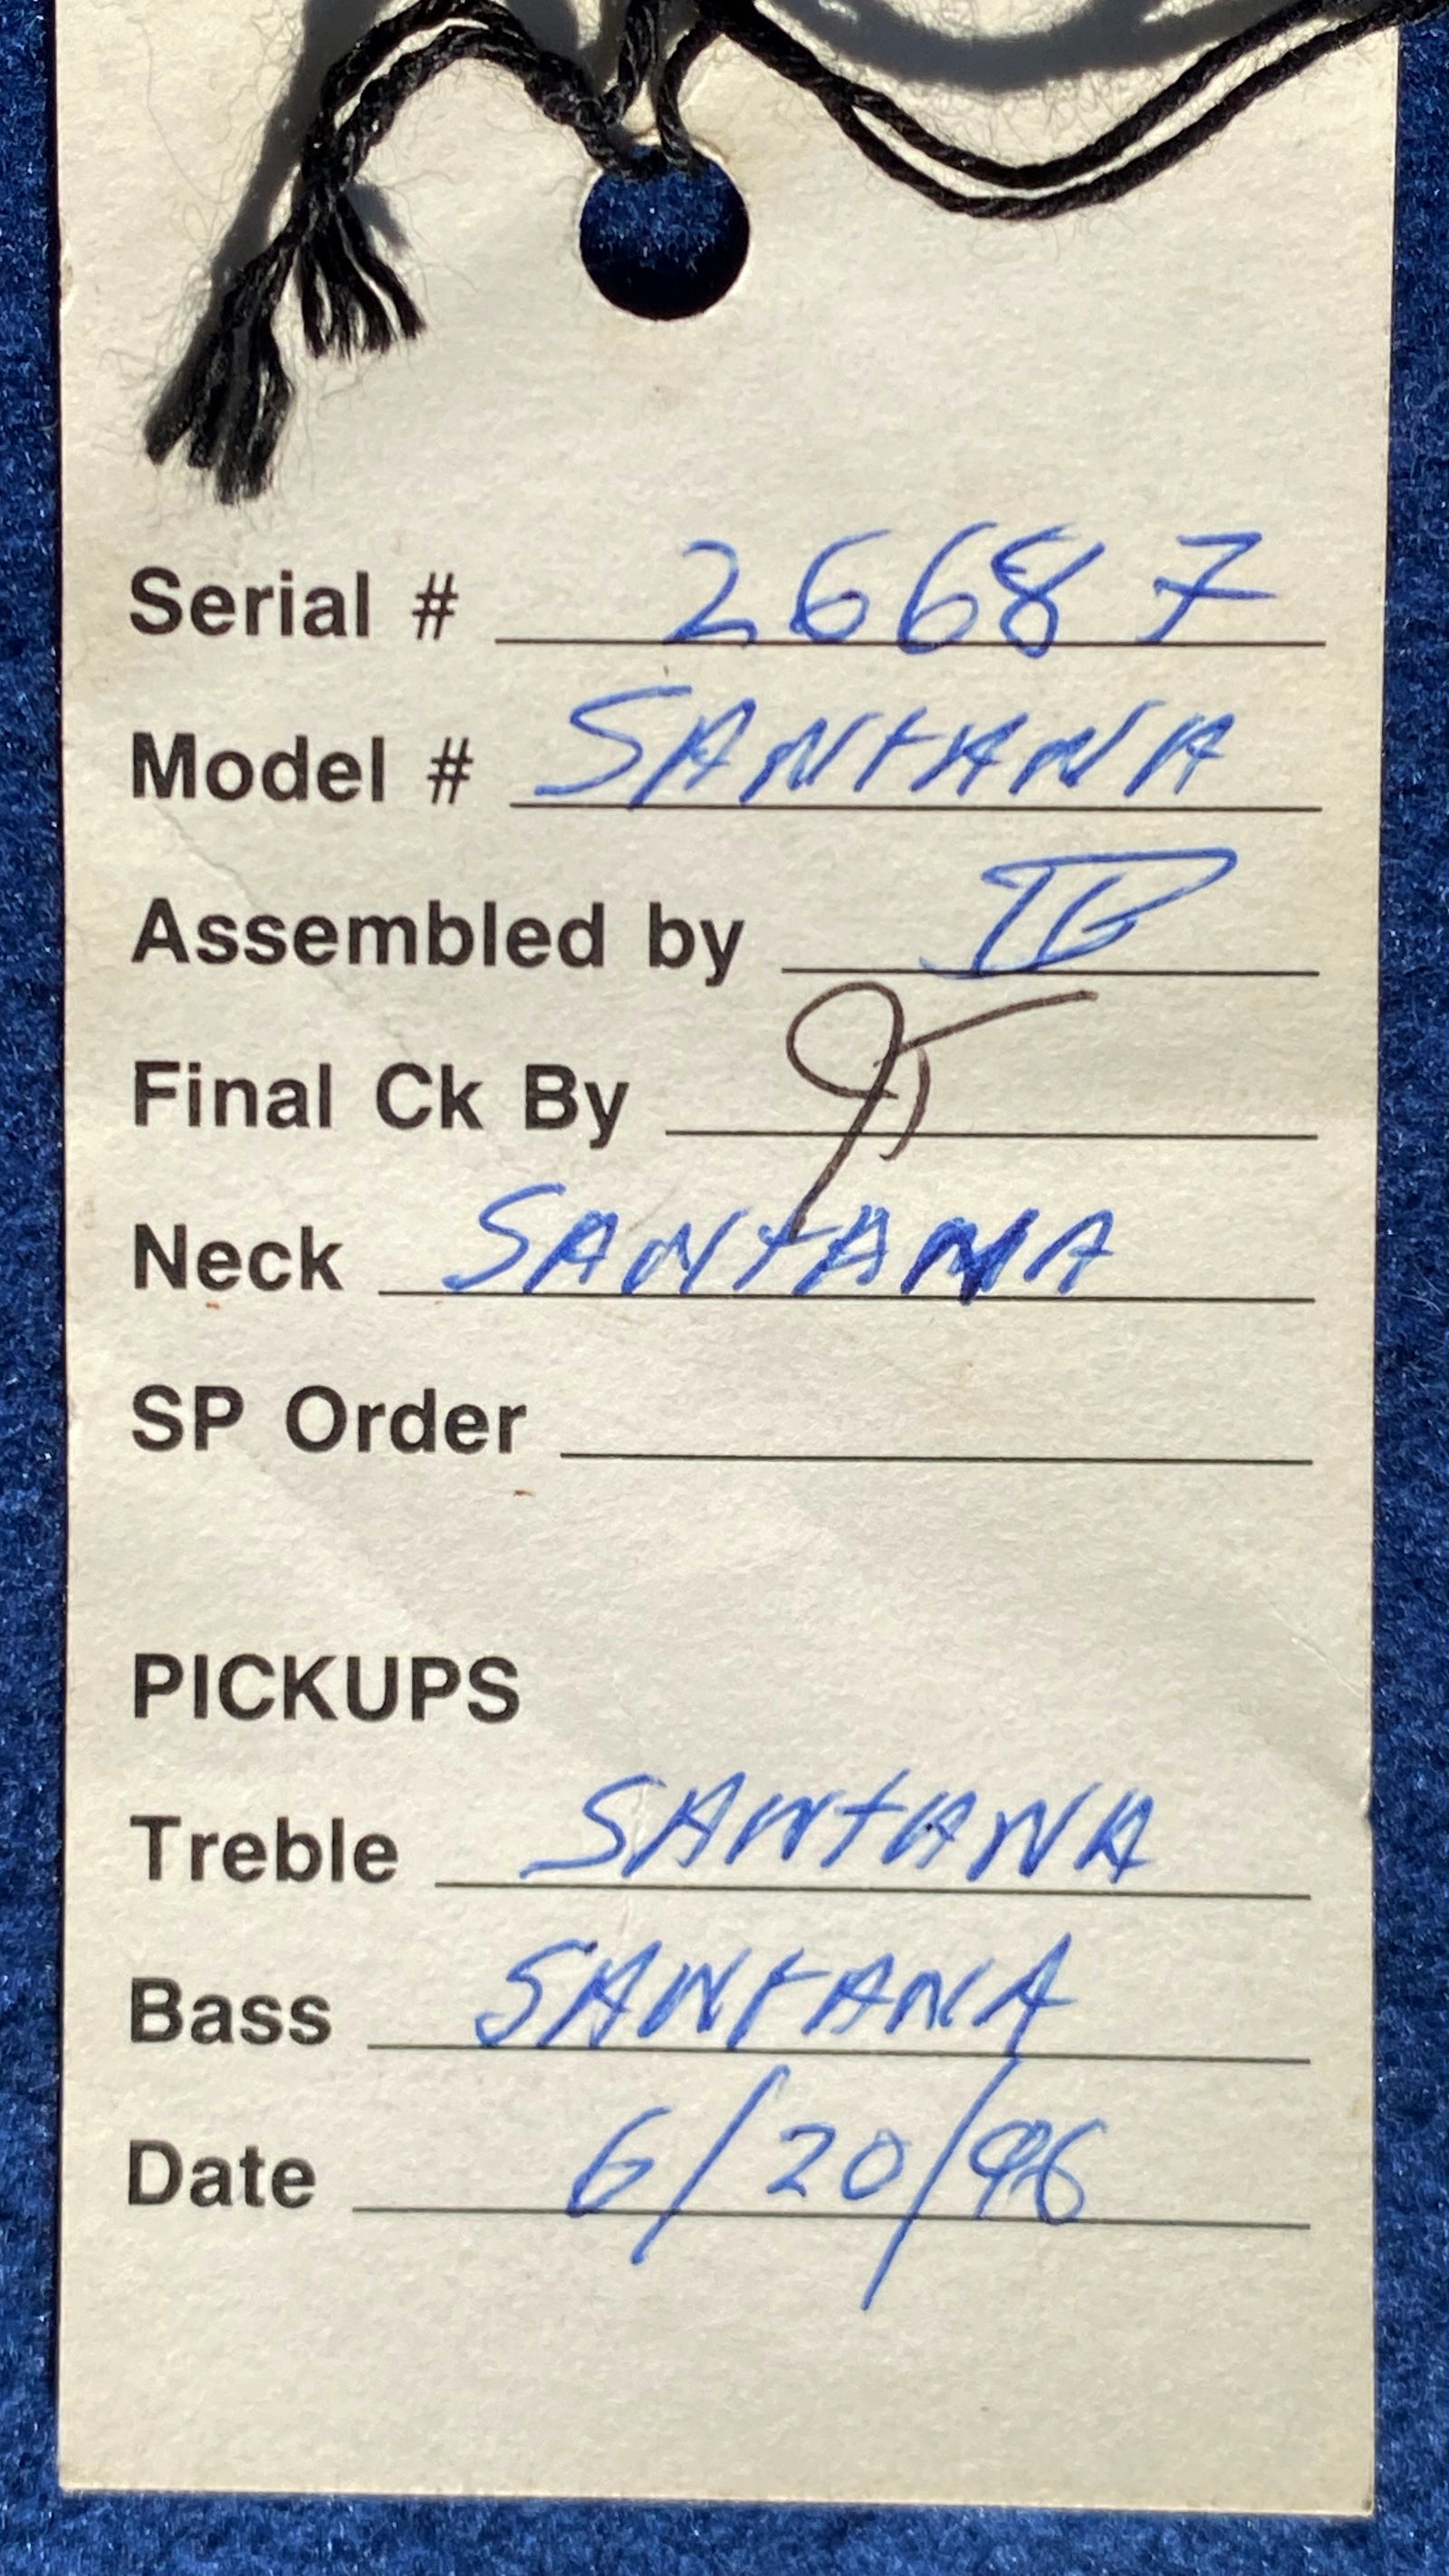 Serial # 26687
Model # SANTANA
Assembled by
Final Ck By
Neck SANTANA
SP Order
PICKUPS
Treble SANTANA
Bass SANTANA
Date 6/20/96